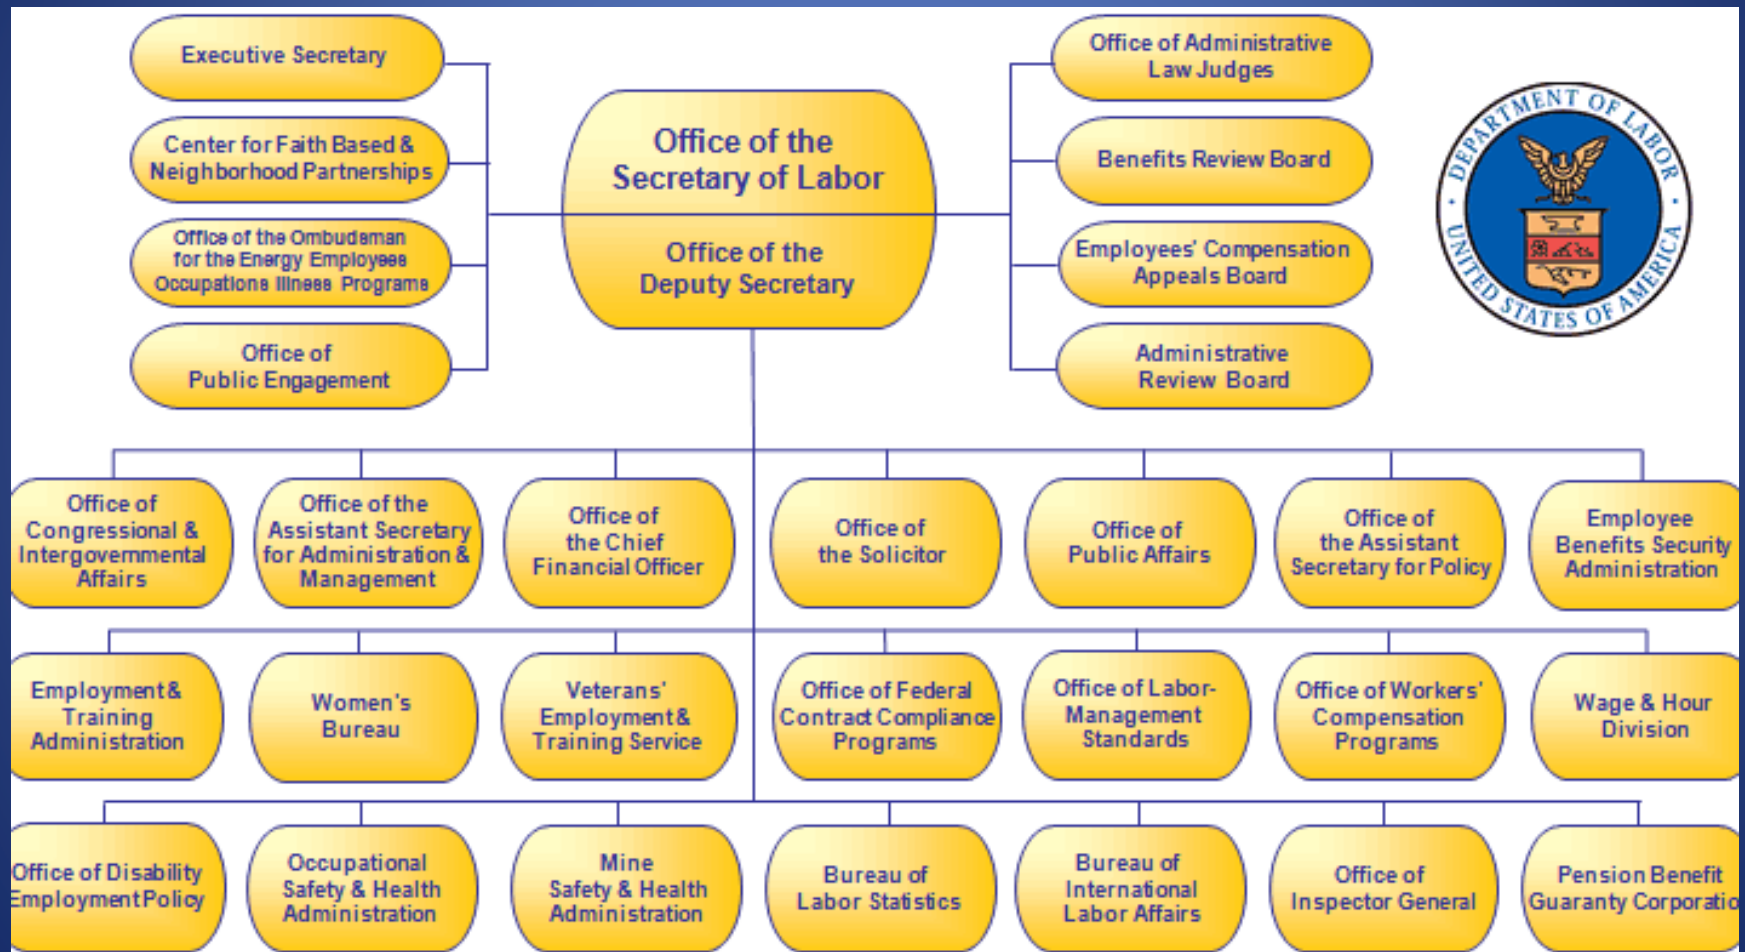 Executive Secretary
Center for Faith Based &
Neighborhood Partnerships
Office of the Ombudsman
for the Energy Employees
Occupations Illness Programs
Office of
Public Engagement
Office of the
Secretary of Labor
Office of the
Deputy Secretary
Office of Administrative
Law Judges
Benefits Review Board
Employees' Compensation
Appeals Board
Administrative
Review Board
DEPARTMENT OF LABOR
UNITED STATES OF AMERICA
Office of
Congressional &
Intergovernmental
Affairs
Office of the
Assistant Secretary
for Administration &
Management
Office of
the Chief
Financial Officer
Office of
the Solicitor
Office of
Public Affairs
Office of
the Assistant
Secretary for Policy
Employee
Benefits Security
Administration
Employment &
Training
Administration
Women's
Bureau
Veterans'
Employment &
Training Service
Office of Federal
Contract Compliance
Programs
Office of Labor-
Management
Standards
Office of Workers'
Compensation
Programs
Wage & Hour
Division
Office of Disability
Employment Policy
Occupational
Safety & Health
Administration
Mine
Safety & Health
Administration
Bureau of
Labor Statistics
Bureau of
International
Labor Affairs
Office of
Inspector General
Pension Benefit
Guaranty Corporatio